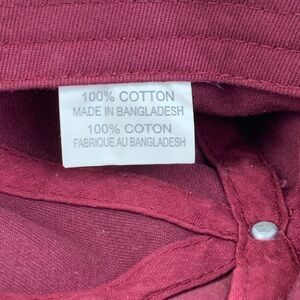 100% COTTON
MADE IN BANGLADESH
100% COTON
FABRIQUE AU BANGLADESH